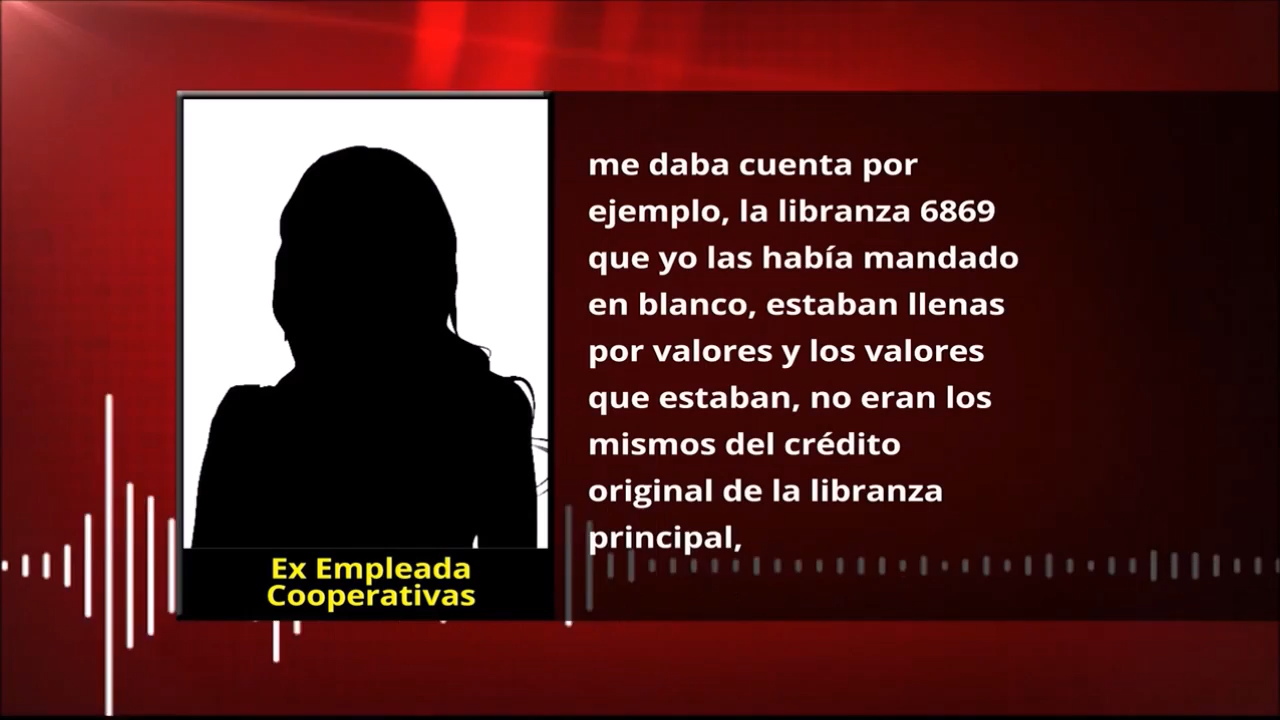 me daba cuenta por
ejemplo, la libranza 6869
que yo las había mandado
en blanco, estaban llenas
por valores y los valores
que estaban, no eran los
mismos del crédito
original de la libranza
principal,
Ex Empleada
Cooperativas